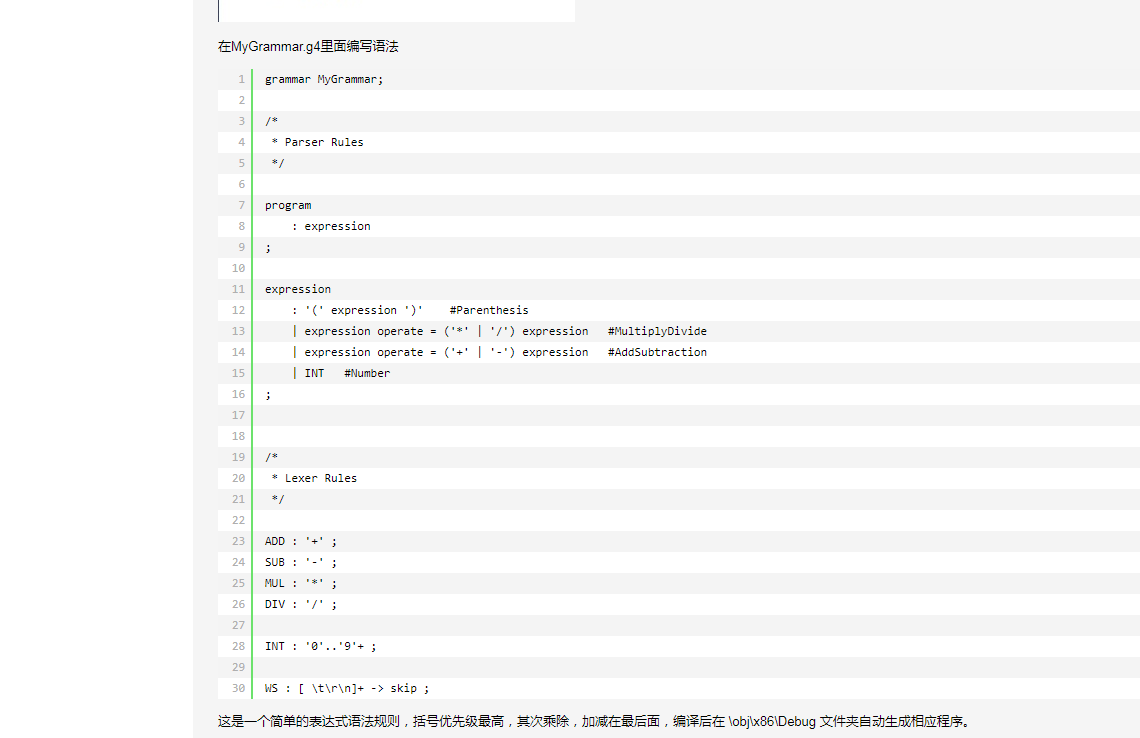 在MyGrammar.g4里面编写语法
1 grammar MyGrammar;
2
3 /*
4  * Parser Rules
5  */
6
7 program
8     : expression
9 ;
10
11 expression
12     : '(' expression ')'    #Parenthesis
13     | expression operate = ('*' | '/') expression   #MultiplyDivide
14     | expression operate = ('+' | '-') expression   #AddSubtraction
15     | INT   #Number
16 ;
17
18
19 /*
20  * Lexer Rules
21  */
22
23 ADD : '+' ;
24 SUB : '-' ;
25 MUL : '*' ;
26 DIV : '/' ;
27
28 INT : '0'..'9'+ ;
29
30 WS : [ \t\r\n]+ -> skip ;
这是一个简单的表达式语法规则，括号优先级最高，其次乘除，加减在最后面，编译后在 \obj\x86\Debug 文件夹自动生成相应程序。